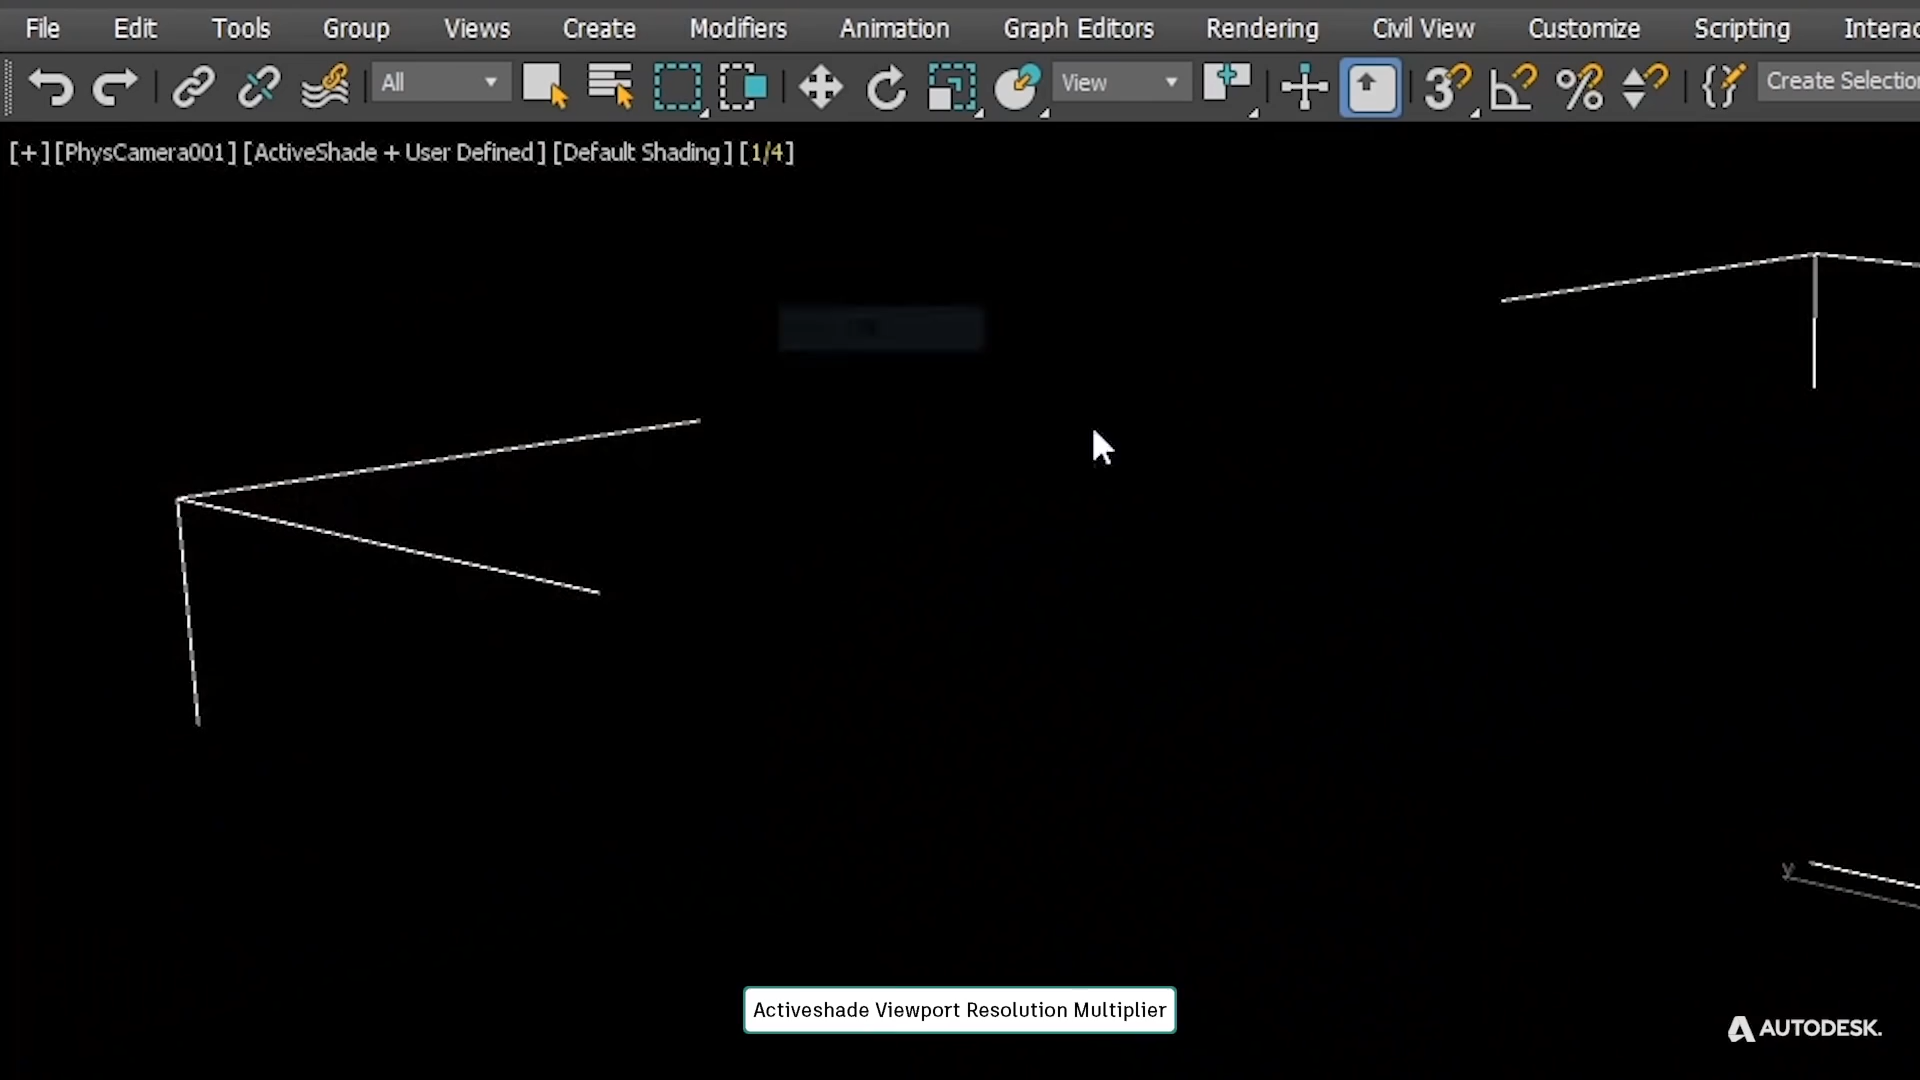 File Edit Tools Group Views Create Modifiers Animation Graph Editors Rendering Civil View Customize Scripting Interac
All View Create Selectio
[+] [PhysCamera001] [ActiveShade + User Defined] [Default Shading] [1/4]
y
Activeshade Viewport Resolution Multiplier
AUTODESK.